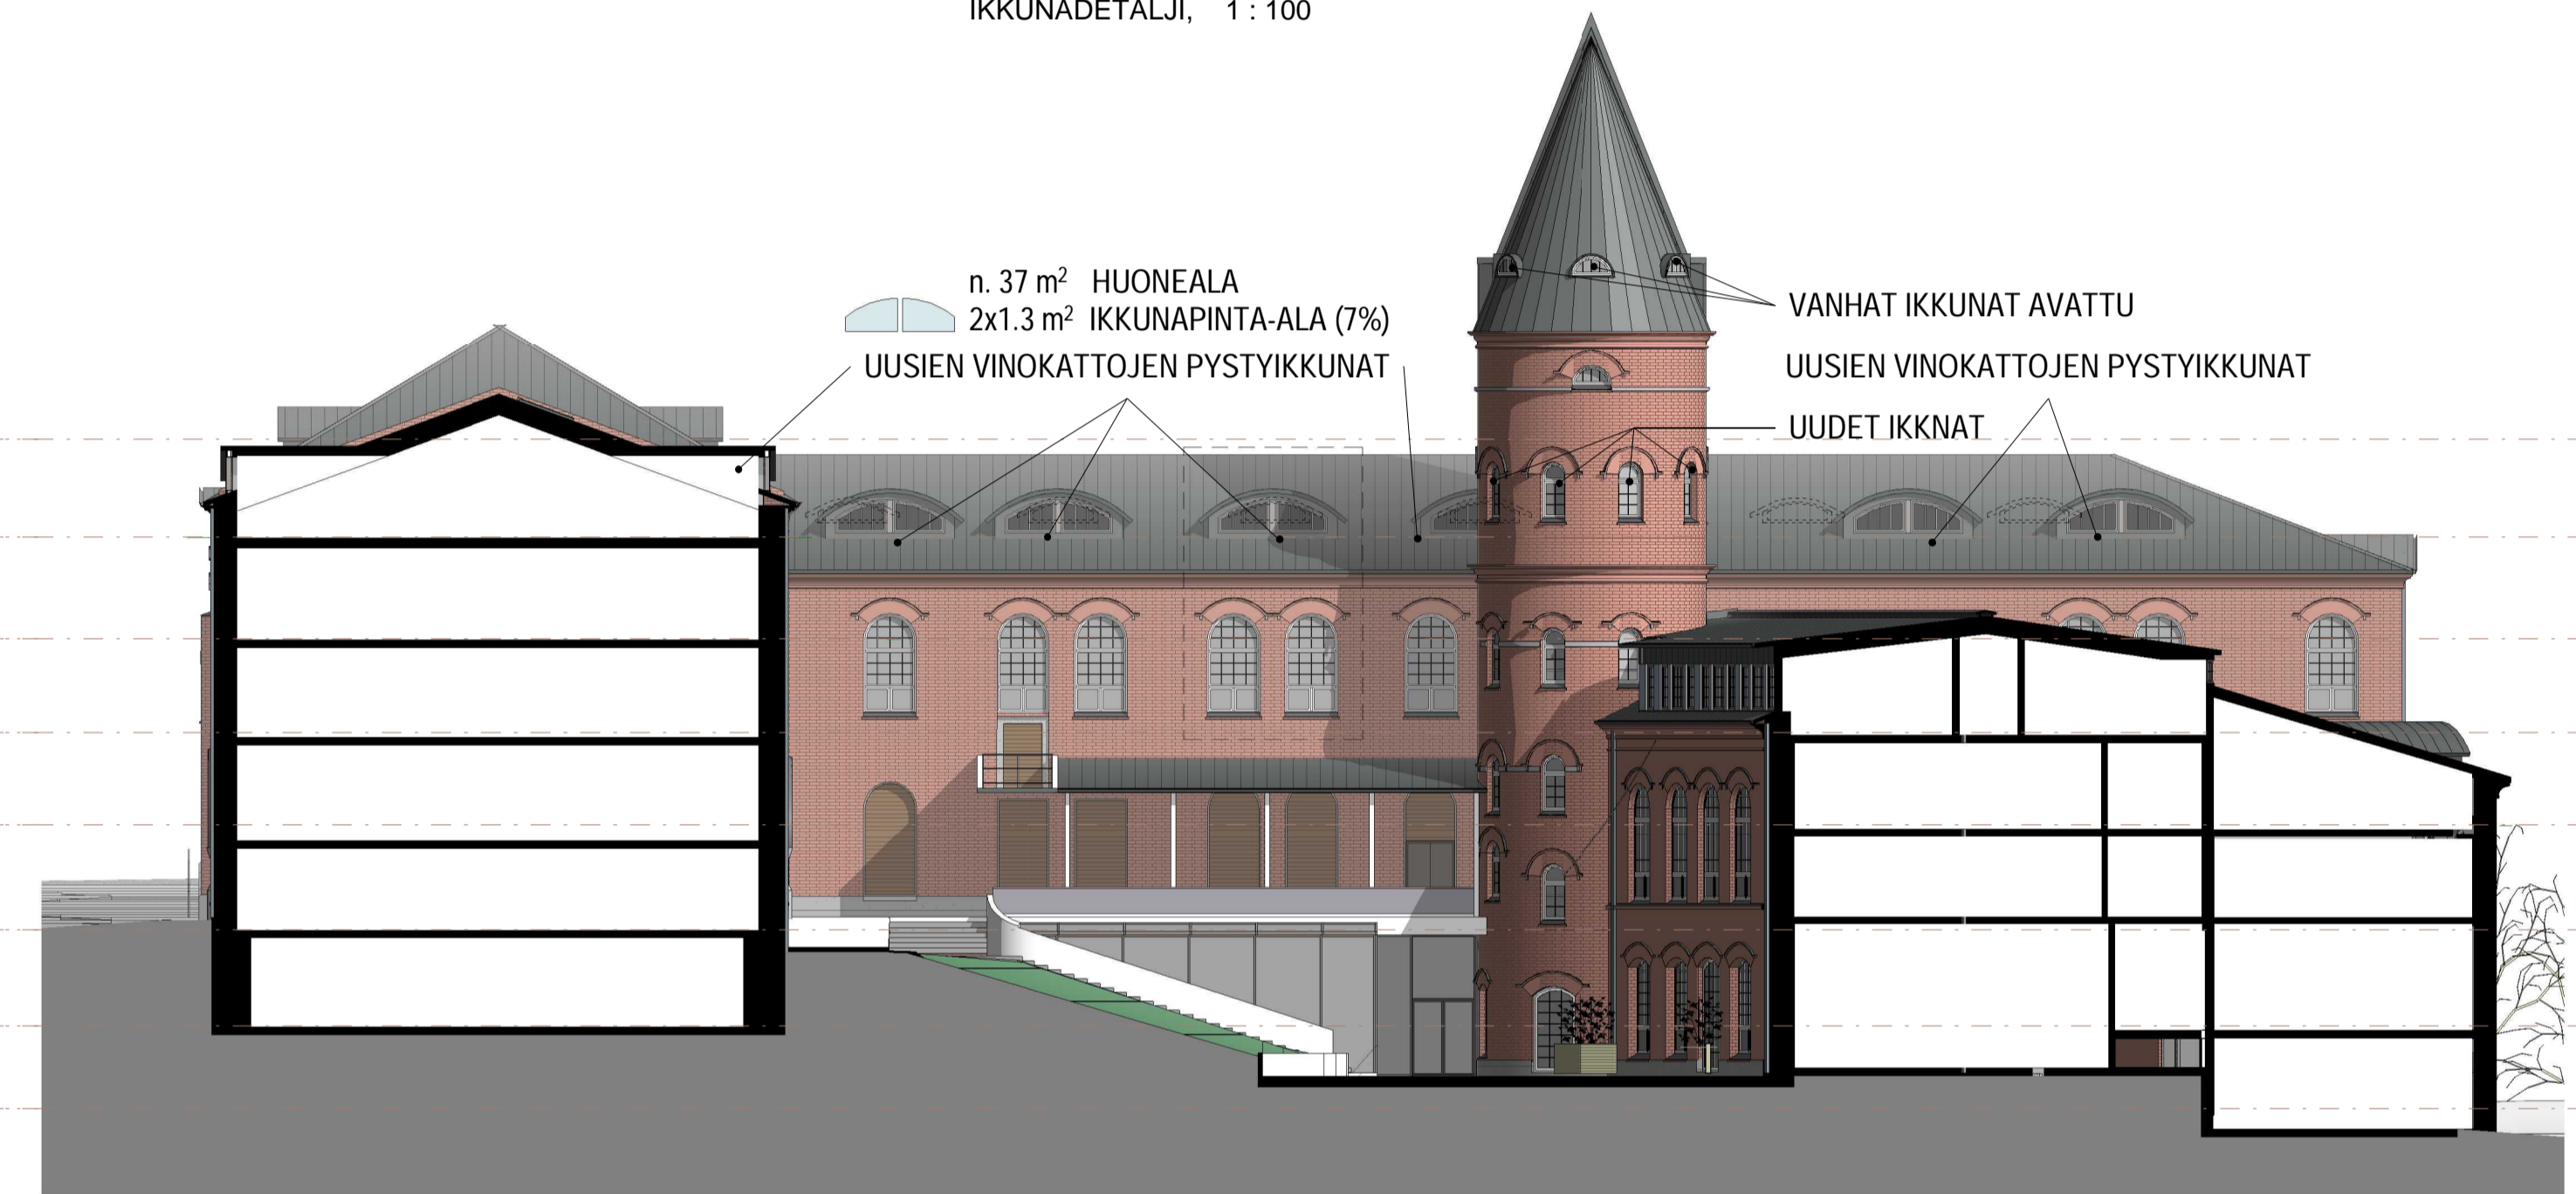 IKKUNADETALJI, 1 : 100
n. 37 m² HUONEALA
2x1.3 m² IKKUNAPINTA-ALA (7%)
UUSIEN VINOKATTOJEN PYSTYIKKUNAT
VANHAT IKKUNAT AVATTU
UUSIEN VINOKATTOJEN PYSTYIKKUNAT
UUDET IKKNAT